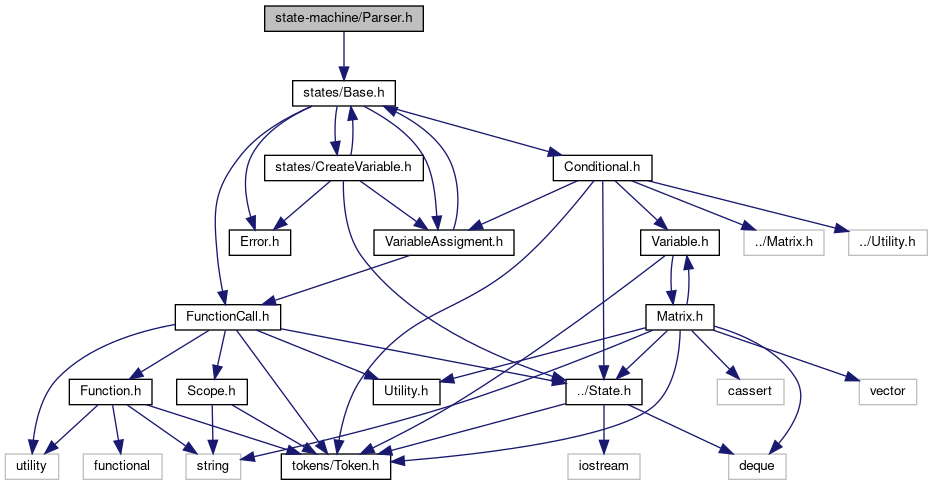 state-machine/Parser.h
states/Base.h
states/CreateVariable.h
Conditional.h
Error.h
VariableAssigment.h
Variable.h
../Matrix.h
../Utility.h
FunctionCall.h
Matrix.h
Function.h
Scope.h
Utility.h
../State.h
cassert
vector
utility
functional
string
tokens/Token.h
iostream
deque